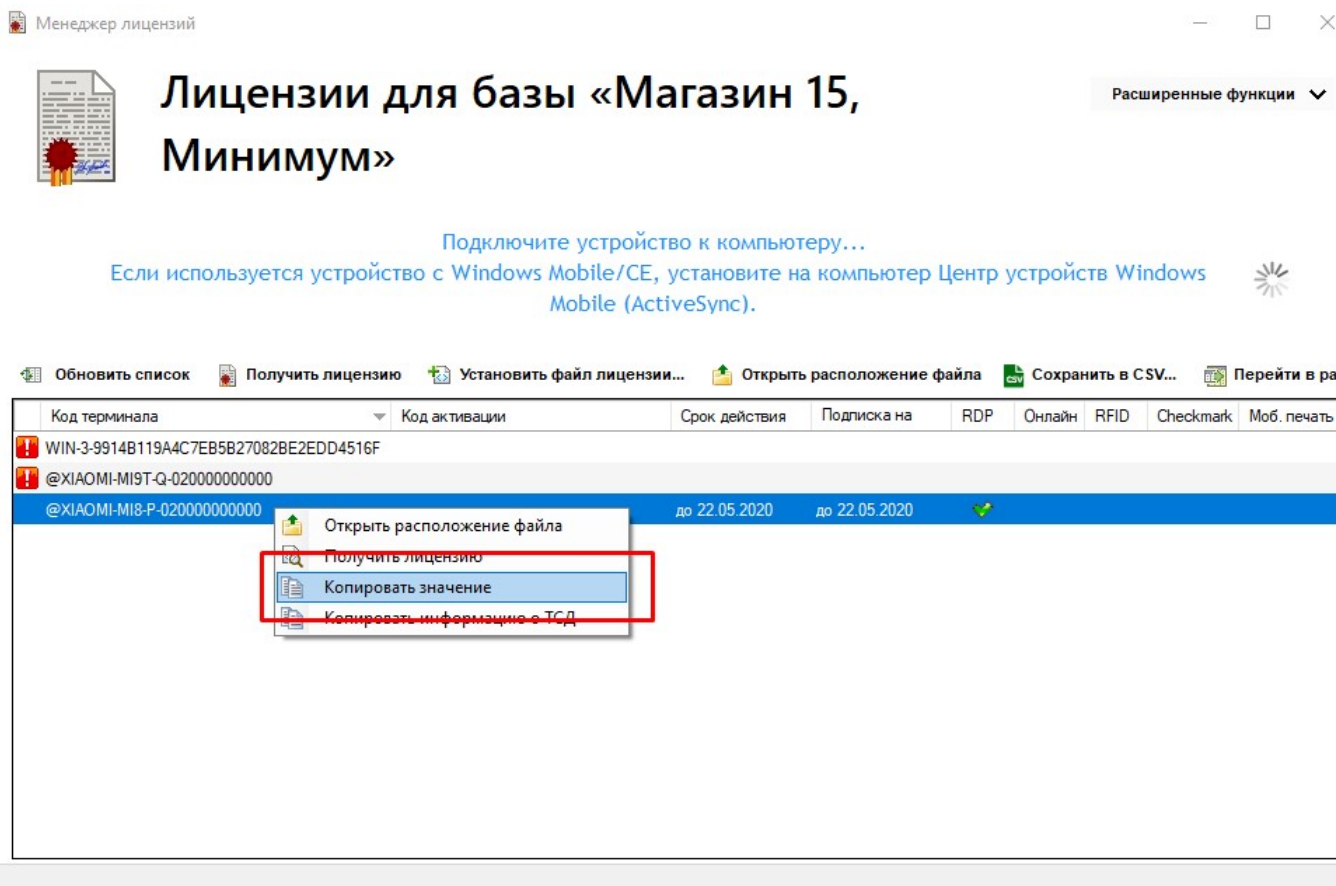 Менеджер лицензий
Лицензии для базы «Магазин 15,
Минимум»
Расширенные функции
Подключите устройство к компьютеру...
Если используется устройство с Windows Mobile/CE, установите на компьютер Центр устройств Windows
Mobile (ActiveSync).
Обновить список Получить лицензию Установить файл лицензии... Открыть расположение файла Сохранить в CSV... Перейти в ра
Код терминала Код активации Срок действия Подписка на RDP Онлайн RFID Checkmark Моб. печать
WIN-3-9914B119A4C7EB5B27082BE2EDD4516F
@XIAOMI-MI9T-Q-020000000000
@XIAOMI-MI8-P-020000000000 до 22.05.2020 до 22.05.2020
Открыть расположение файла
Получить лицензию
Копировать значение
Копировать информацию о ТСД